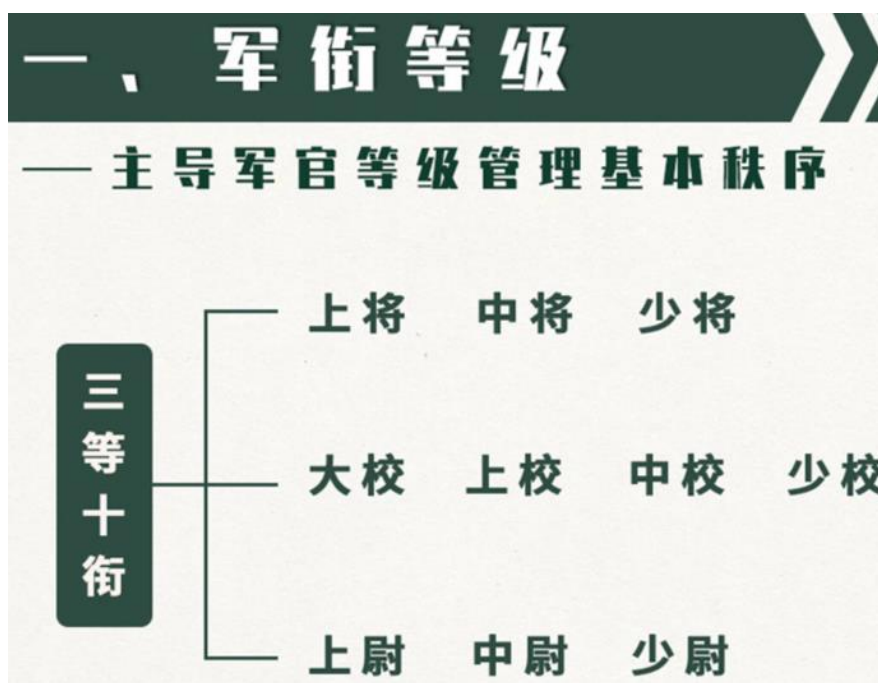 一、军衔等级
——主导军官等级管理基本秩序
上将 中将 少将
三等十衔
大校 上校 中校 少校
上尉 中尉 少尉